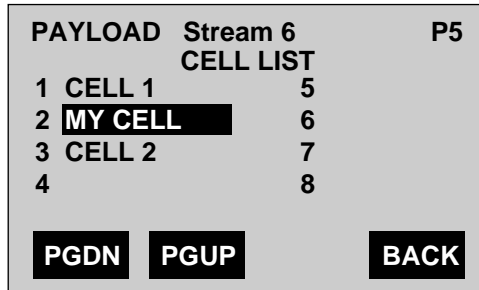 PAYLOAD Stream 6 P5
CELL LIST
1 CELL 1 5
2 MY CELL 6
3 CELL 2 7
4 8
PGDN PGUP BACK